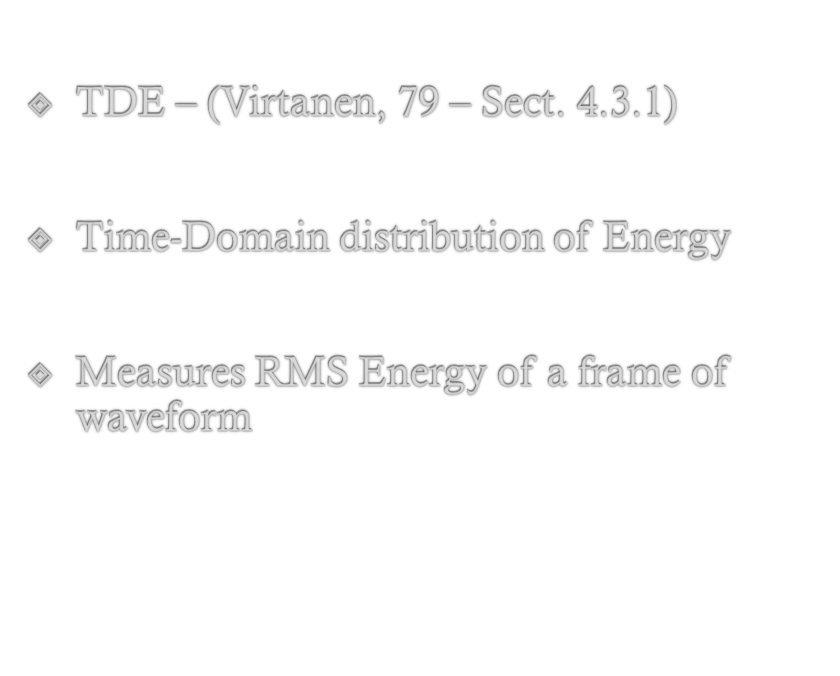 TDE – (Virtanen, 79 – Sect. 4.3.1)
Time-Domain distribution of Energy
Measures RMS Energy of a frame of
waveform